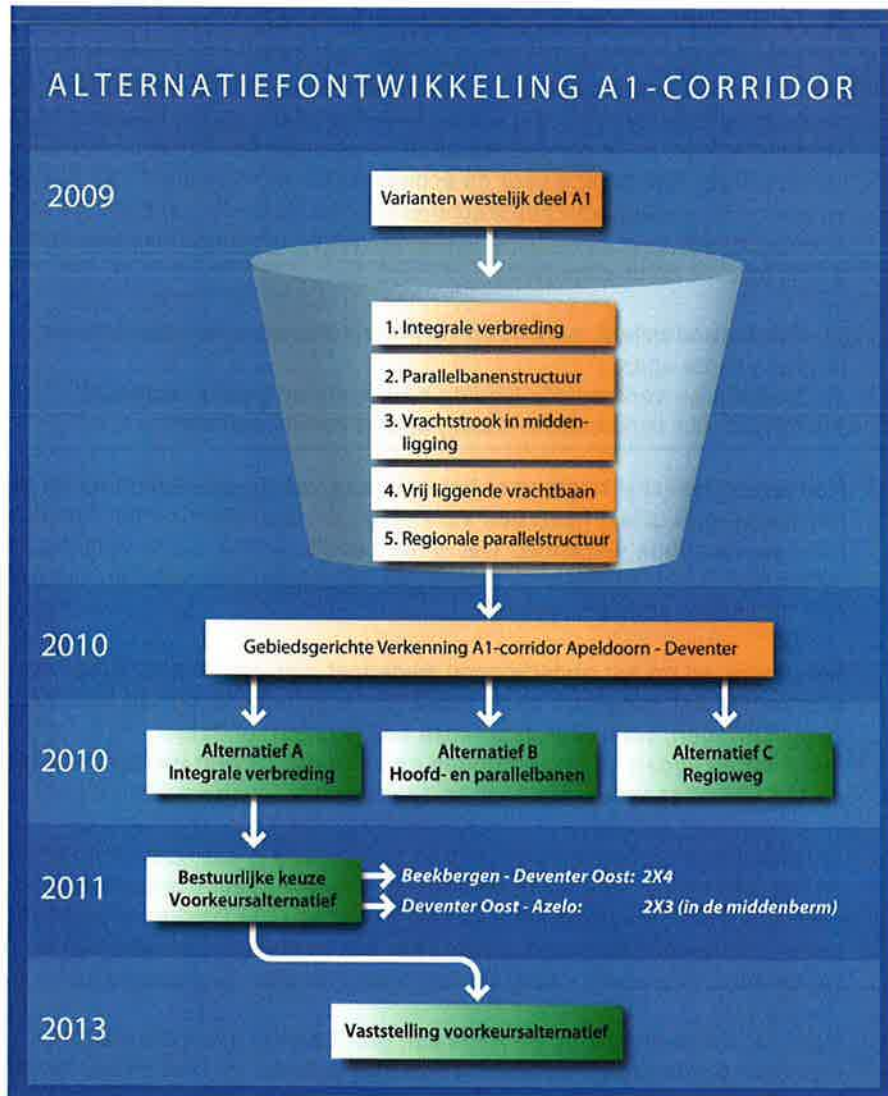 ALTERNATIEFONTWIKKELING A1-CORRIDOR
2009
Varianten westelijk deel A1
1. Integrale verbreding
2. Parallelbanenstructuur
3. Vrachtstrook in midden-
ligging
4. Vrij liggende vrachtbaan
5. Regionale parallelstructuur
2010
Gebiedsgerichte Verkenning A1-corridor Apeldoorn - Deventer
2010
Alternatief A
Integrale verbreding
Alternatief B
Hoofd- en parallelbanen
Alternatief C
Regioweg
2011
Bestuurlijke keuze
Voorkeursalternatief
Beekbergen - Deventer Oost: 2X4
Deventer Oost - Azelo: 2X3 (in de middenberm)
2013
Vaststelling voorkeursalternatief